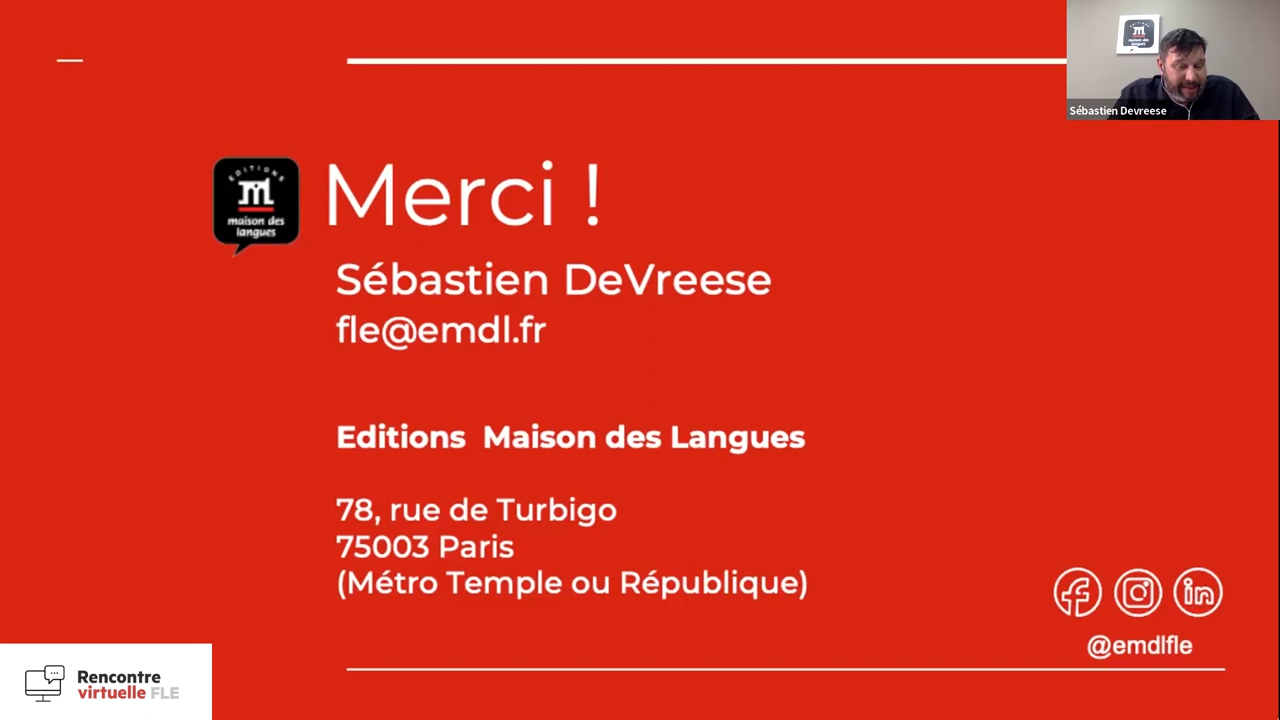 Sébastien Devreese
EDITIONS
maison des
langues
Merci !
Sébastien DeVreese
fle@emdl.fr
Editions Maison des Langues
78, rue de Turbigo
75003 Paris
(Métro Temple ou République)
@emdlfle
Rencontre
virtuelle FLE